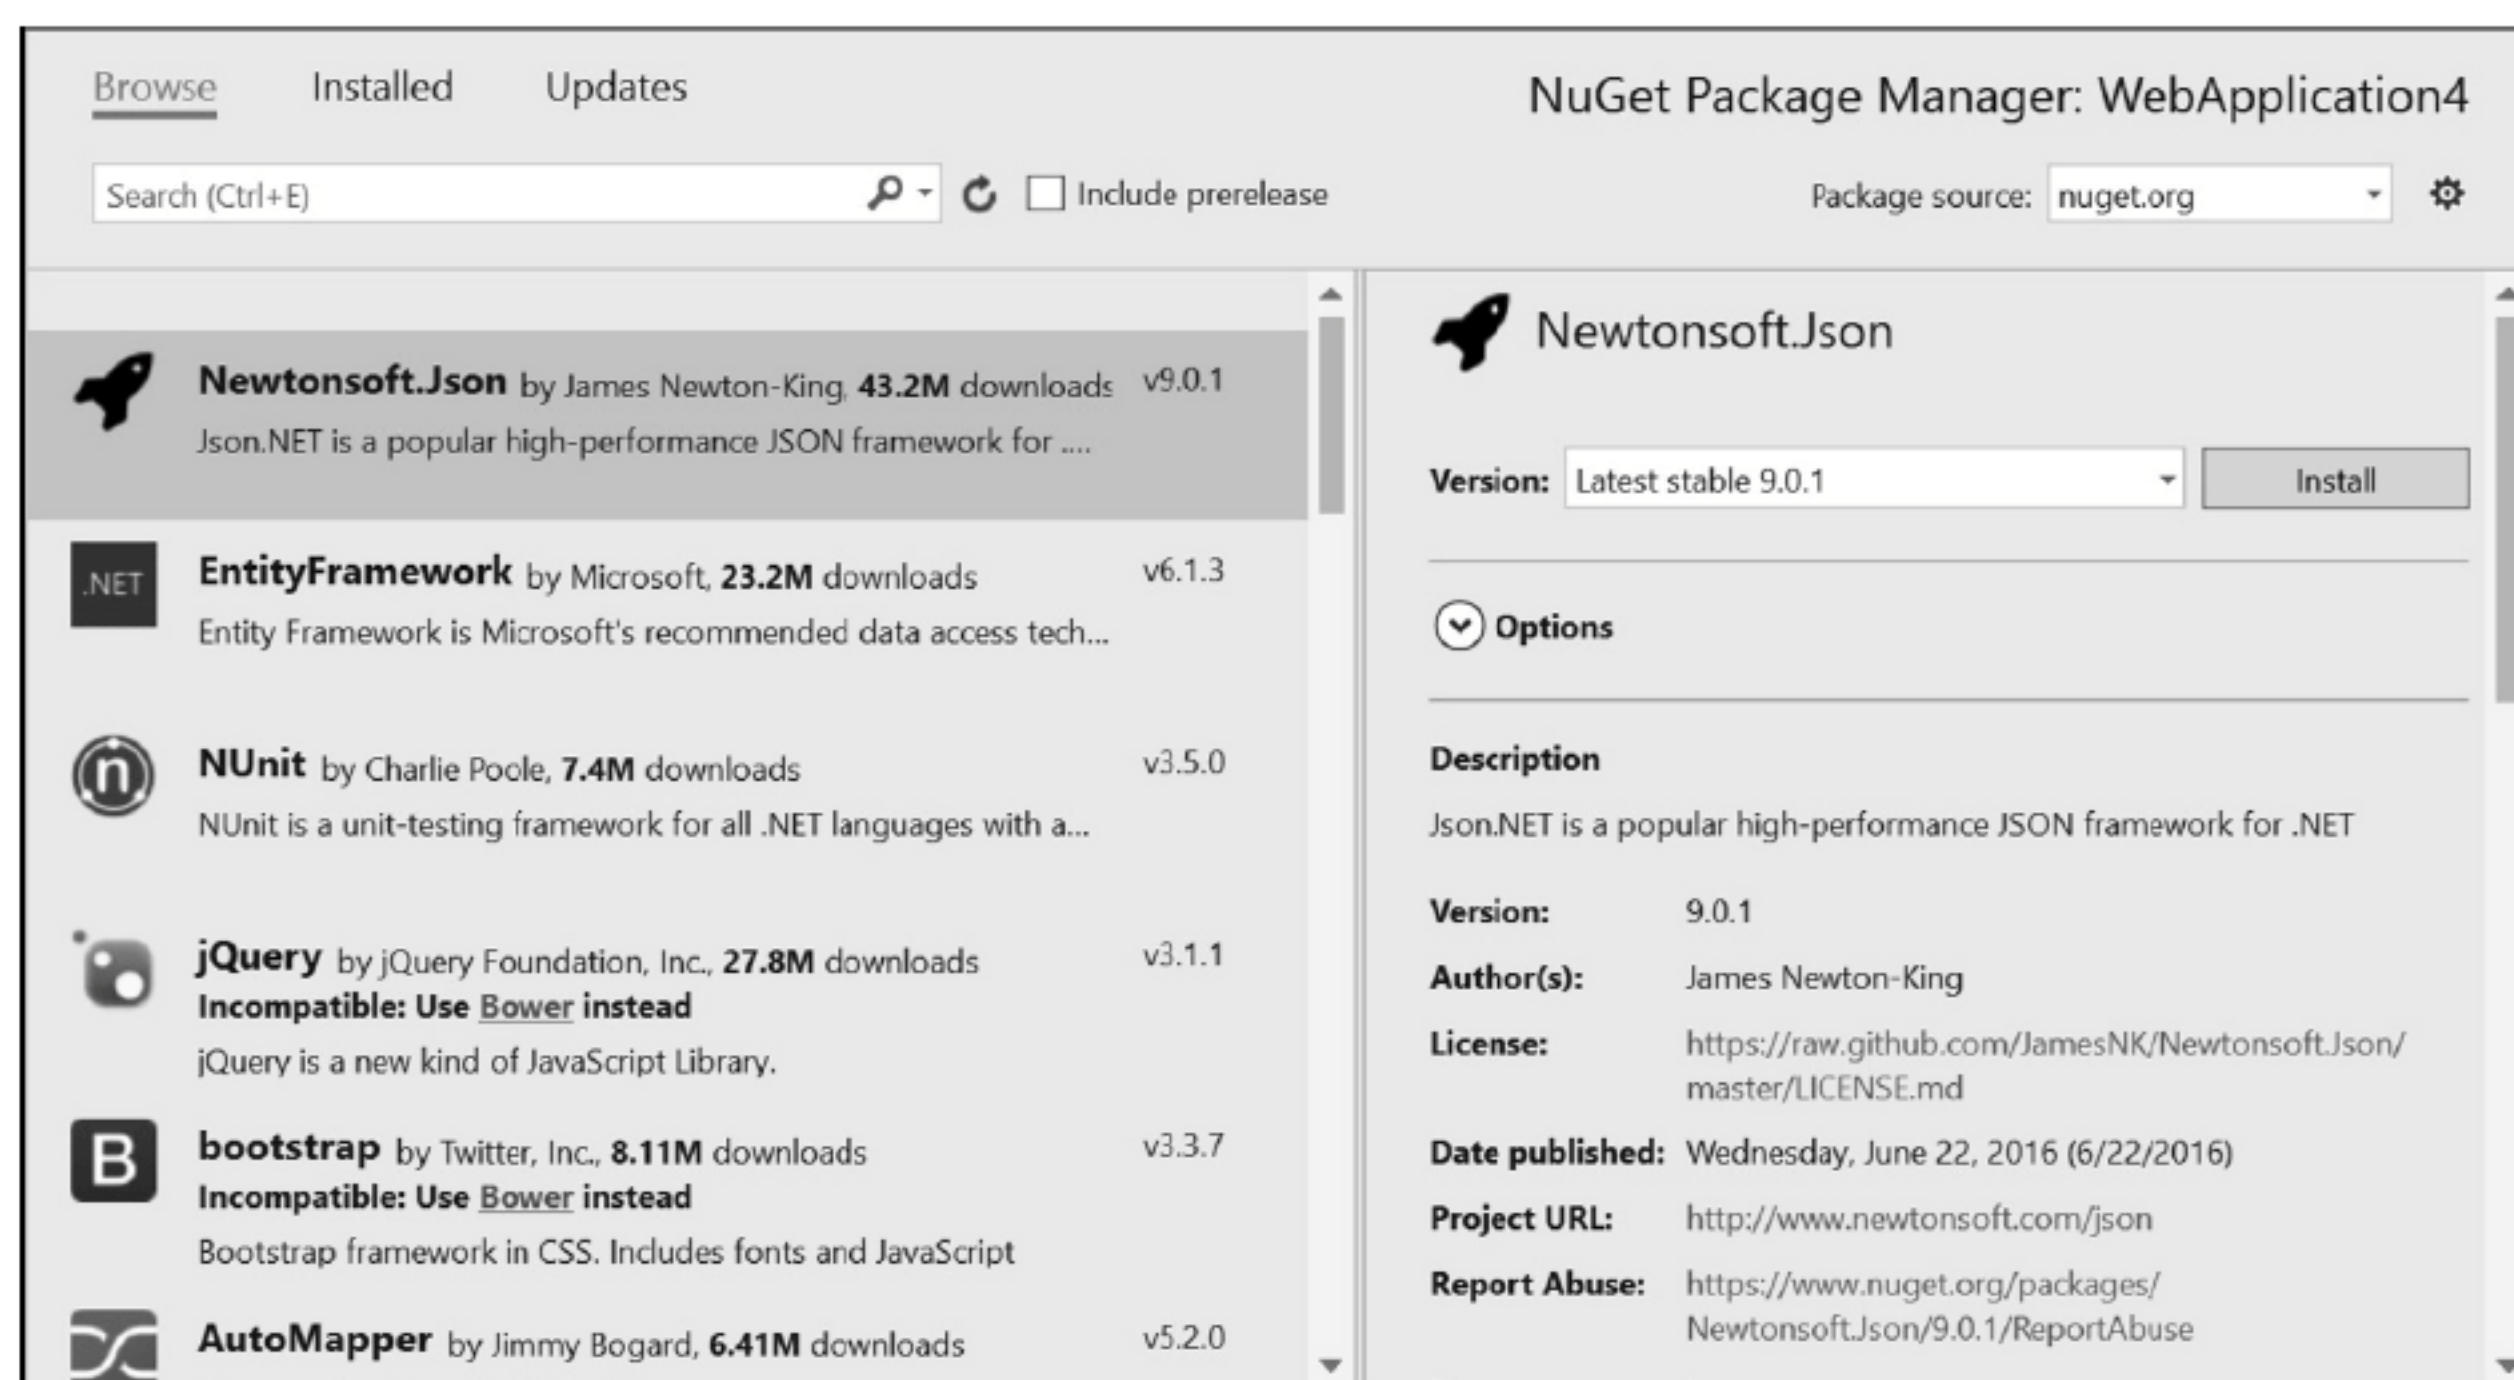 Browse Installed Updates
NuGet Package Manager: WebApplication4
Search (Ctrl+E)
Include prerelease
Package source: nuget.org
Newtonsoft.Json by James Newton-King, 43.2M downloads v9.0.1
Json.NET is a popular high-performance JSON framework for ....
.NET
EntityFramework by Microsoft, 23.2M downloads v6.1.3
Entity Framework is Microsoft's recommended data access tech...
n
NUnit by Charlie Poole, 7.4M downloads v3.5.0
NUnit is a unit-testing framework for all .NET languages with a...
jQuery by jQuery Foundation, Inc., 27.8M downloads v3.1.1
Incompatible: Use Bower instead
jQuery is a new kind of JavaScript Library.
B
bootstrap by Twitter, Inc., 8.11M downloads v3.3.7
Incompatible: Use Bower instead
Bootstrap framework in CSS. Includes fonts and JavaScript
AutoMapper by Jimmy Bogard, 6.41M downloads v5.2.0
Newtonsoft.Json
Version: Latest stable 9.0.1 Install
Options
Description
Json.NET is a popular high-performance JSON framework for .NET
Version: 9.0.1
Author(s): James Newton-King
License: https://raw.github.com/JamesNK/Newtonsoft.Json/
master/LICENSE.md
Date published: Wednesday, June 22, 2016 (6/22/2016)
Project URL: http://www.newtonsoft.com/json
Report Abuse: https://www.nuget.org/packages/
Newtonsoft.Json/9.0.1/ReportAbuse